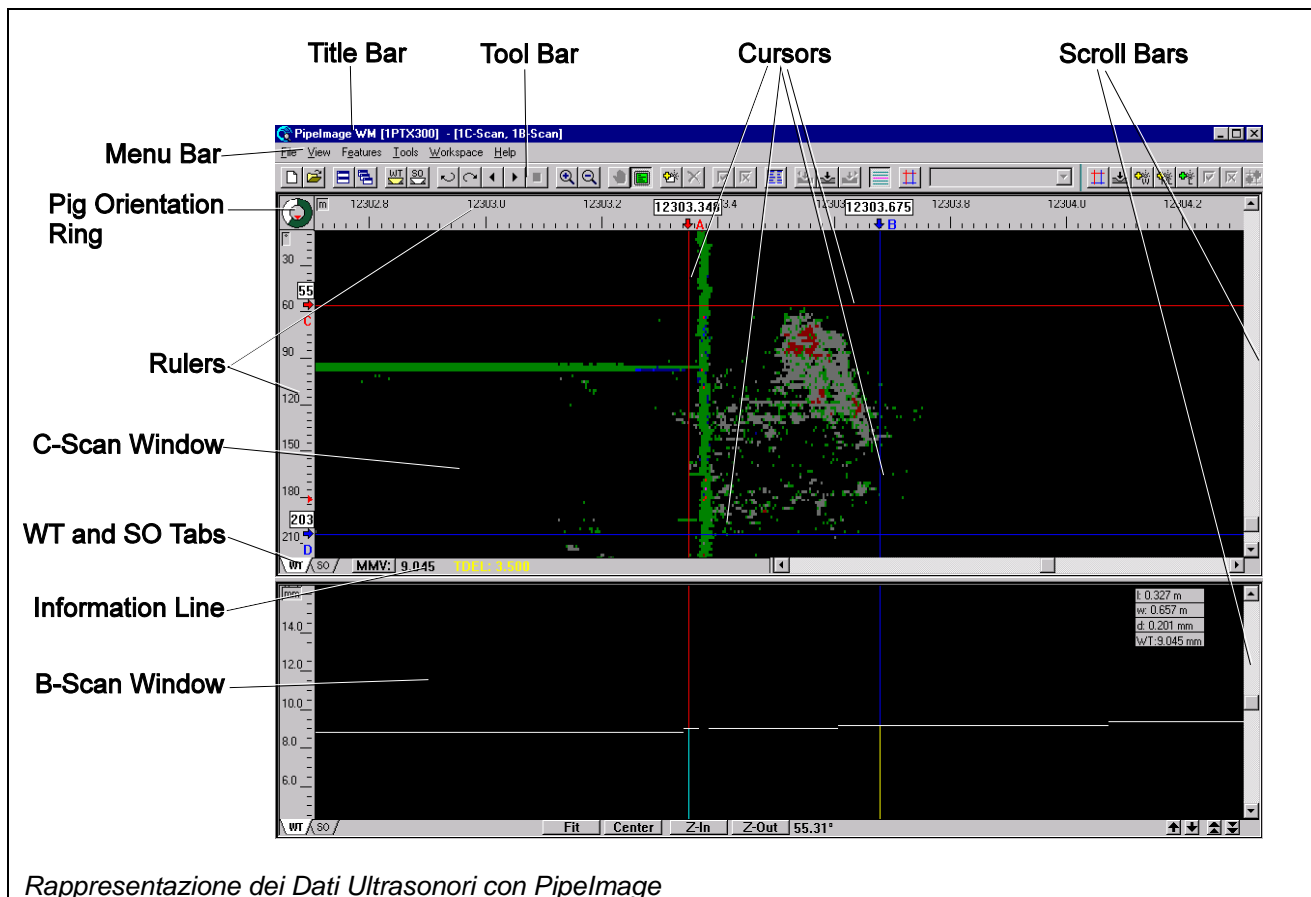 Title Bar Tool Bar Cursors Scroll Bars
PipeImage WM [1PTX300] - [1C-Scan, 1B-Scan]
Menu Bar
File View Features Tools Workspace Help
WT SO
Pig Orientation
Ring
m 12302.8 12303.0 12303.2 12303.346 3.4 12303.675 12303.8 12304.0 12304.2
A B
°
30
55
60
C
Rulers
90
120
C-Scan Window
150
180
203
WT and SO Tabs
210
D
WT SO MMV: 9.045 TDEL: 3.500
Information Line
mm
l: 0.327 m
w: 0.657 m
d: 0.201 mm
WT:9.045 mm
14.0
12.0
B-Scan Window
10.0
8.0
6.0
WT SO Fit Center Z-In Z-Out 55.31°
Rappresentazione dei Dati Ultrasonori con PipeImage